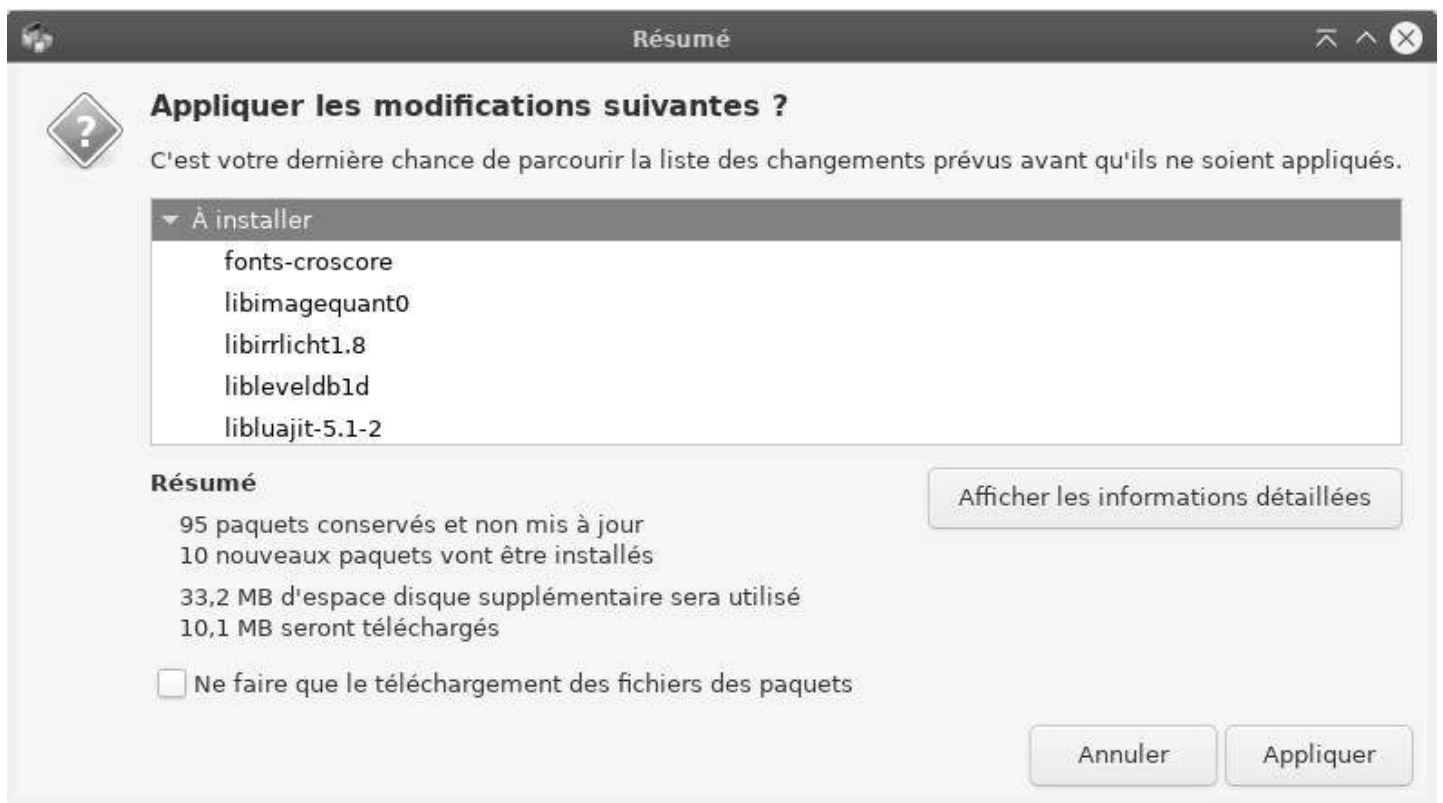 Résumé
Appliquer les modifications suivantes ?
C'est votre dernière chance de parcourir la liste des changements prévus avant qu'ils ne soient appliqués.
À installer
fonts-croscore
libimagequant0
libirrlicht1.8
libleveldb1d
libluajit-5.1-2
Résumé
Afficher les informations détaillées
95 paquets conservés et non mis à jour
10 nouveaux paquets vont être installés
33,2 MB d'espace disque supplémentaire sera utilisé
10,1 MB seront téléchargés
Ne faire que le téléchargement des fichiers des paquets
Annuler
Appliquer